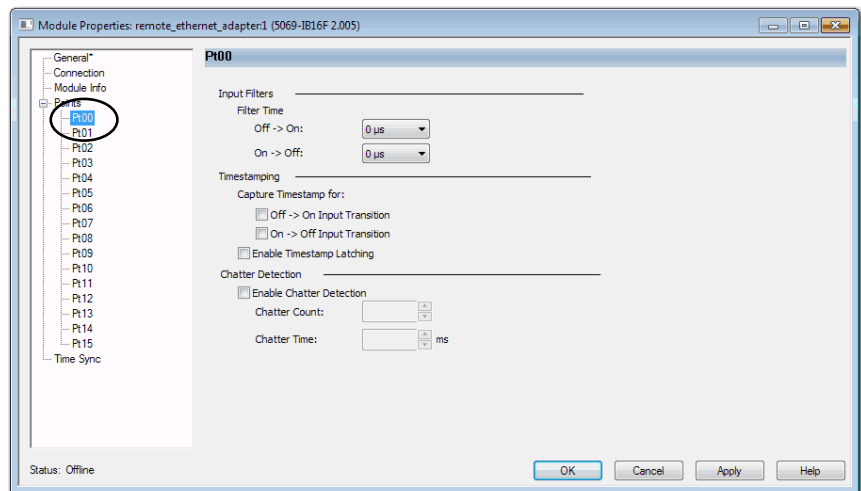 Module Properties: remote_ethernet_adapter:1 (5069-IB16F 2.005)
General*
Connection
Module Info
Points
Pt00
Pt01
Pt02
Pt03
Pt04
Pt05
Pt06
Pt07
Pt08
Pt09
Pt10
Pt11
Pt12
Pt13
Pt14
Pt15
Time Sync
Pt00
Input Filters
Filter Time
Off -> On: 0 µs
On -> Off: 0 µs
Timestamping
Capture Timestamp for:
Off -> On Input Transition
On -> Off Input Transition
Enable Timestamp Latching
Chatter Detection
Enable Chatter Detection
Chatter Count:
Chatter Time: ms
Status: Offline
OK Cancel Apply Help